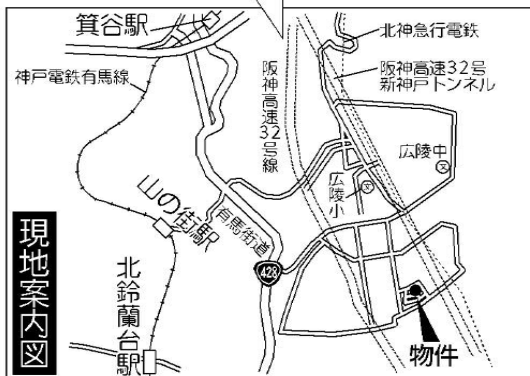 箕谷駅
神戸電鉄有馬線
阪神高速32号線
北神急行電鉄
阪神高速32号
新神戸トンネル
広陵中
文
広陵小
文
山の街駅
有馬街道
428
北鈴蘭台駅
物件
現地案内図